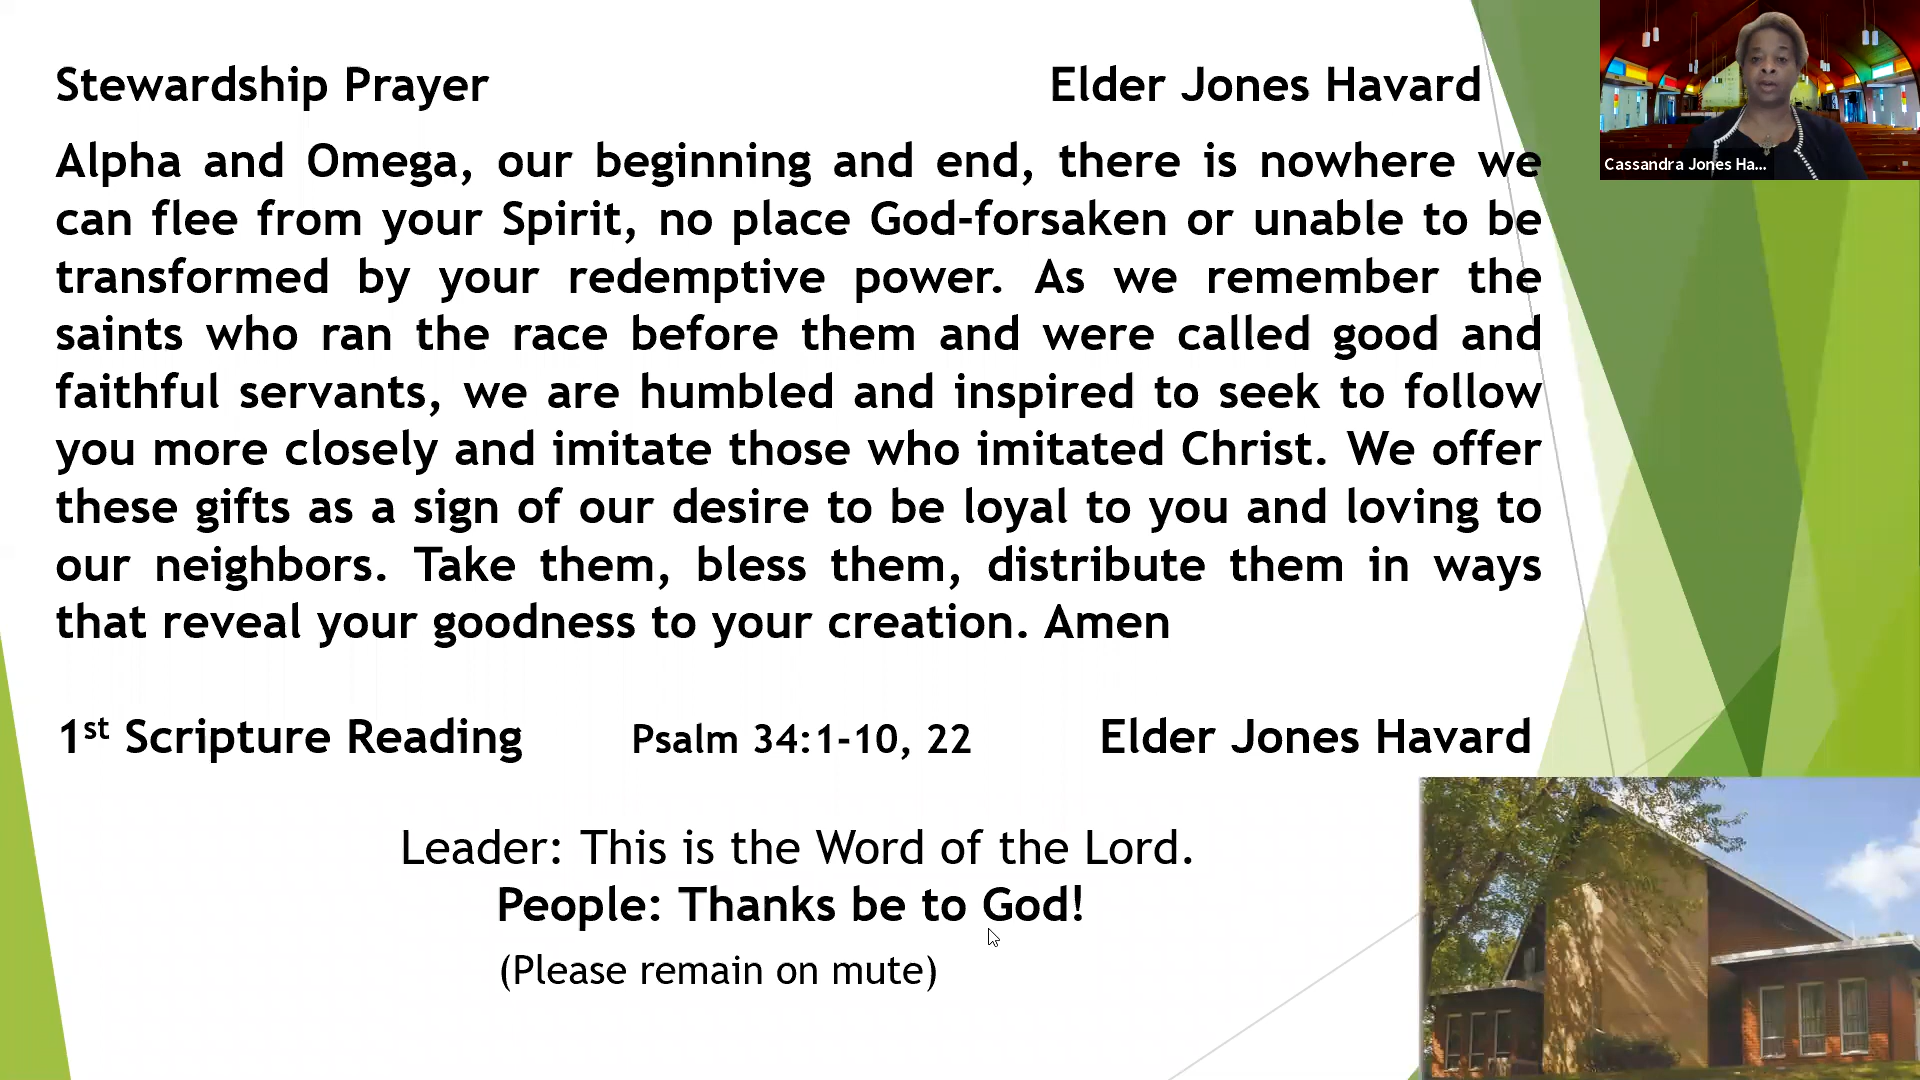 Stewardship Prayer Elder Jones Havard
Alpha and Omega, our beginning and end, there is nowhere we
can flee from your Spirit, no place God-forsaken or unable to be
transformed by your redemptive power. As we remember the
saints who ran the race before them and were called good and
faithful servants, we are humbled and inspired to seek to follow
you more closely and imitate those who imitated Christ. We offer
these gifts as a sign of our desire to be loyal to you and loving to
our neighbors. Take them, bless them, distribute them in ways
that reveal your goodness to your creation. Amen
1st Scripture Reading Psalm 34:1-10, 22 Elder Jones Havard
Leader: This is the Word of the Lord.
People: Thanks be to God!
(Please remain on mute)
Cassandra Jones Ha...